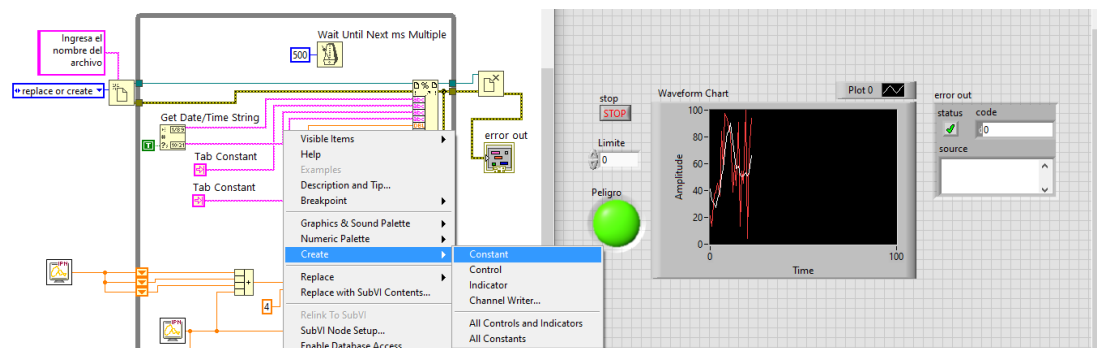 Ingresa el
nombre del
archivo
replace or create
Wait Until Next ms Multiple
500
Get Date/Time String
T
Tab Constant
Tab Constant
error out
4
Visible Items
Help
Examples
Description and Tip...
Breakpoint
Graphics & Sound Palette
Numeric Palette
Create
Replace
Replace with SubVI Contents...
Relink To SubVI
SubVI Node Setup...
Enable Database Access
Constant
Control
Indicator
Channel Writer...
All Controls and Indicators
All Constants
stop
STOP
Limite
0
Peligro
Waveform Chart
Plot 0
100
80
60
40
20
0
Amplitude
0
100
Time
error out
status
code
0
source